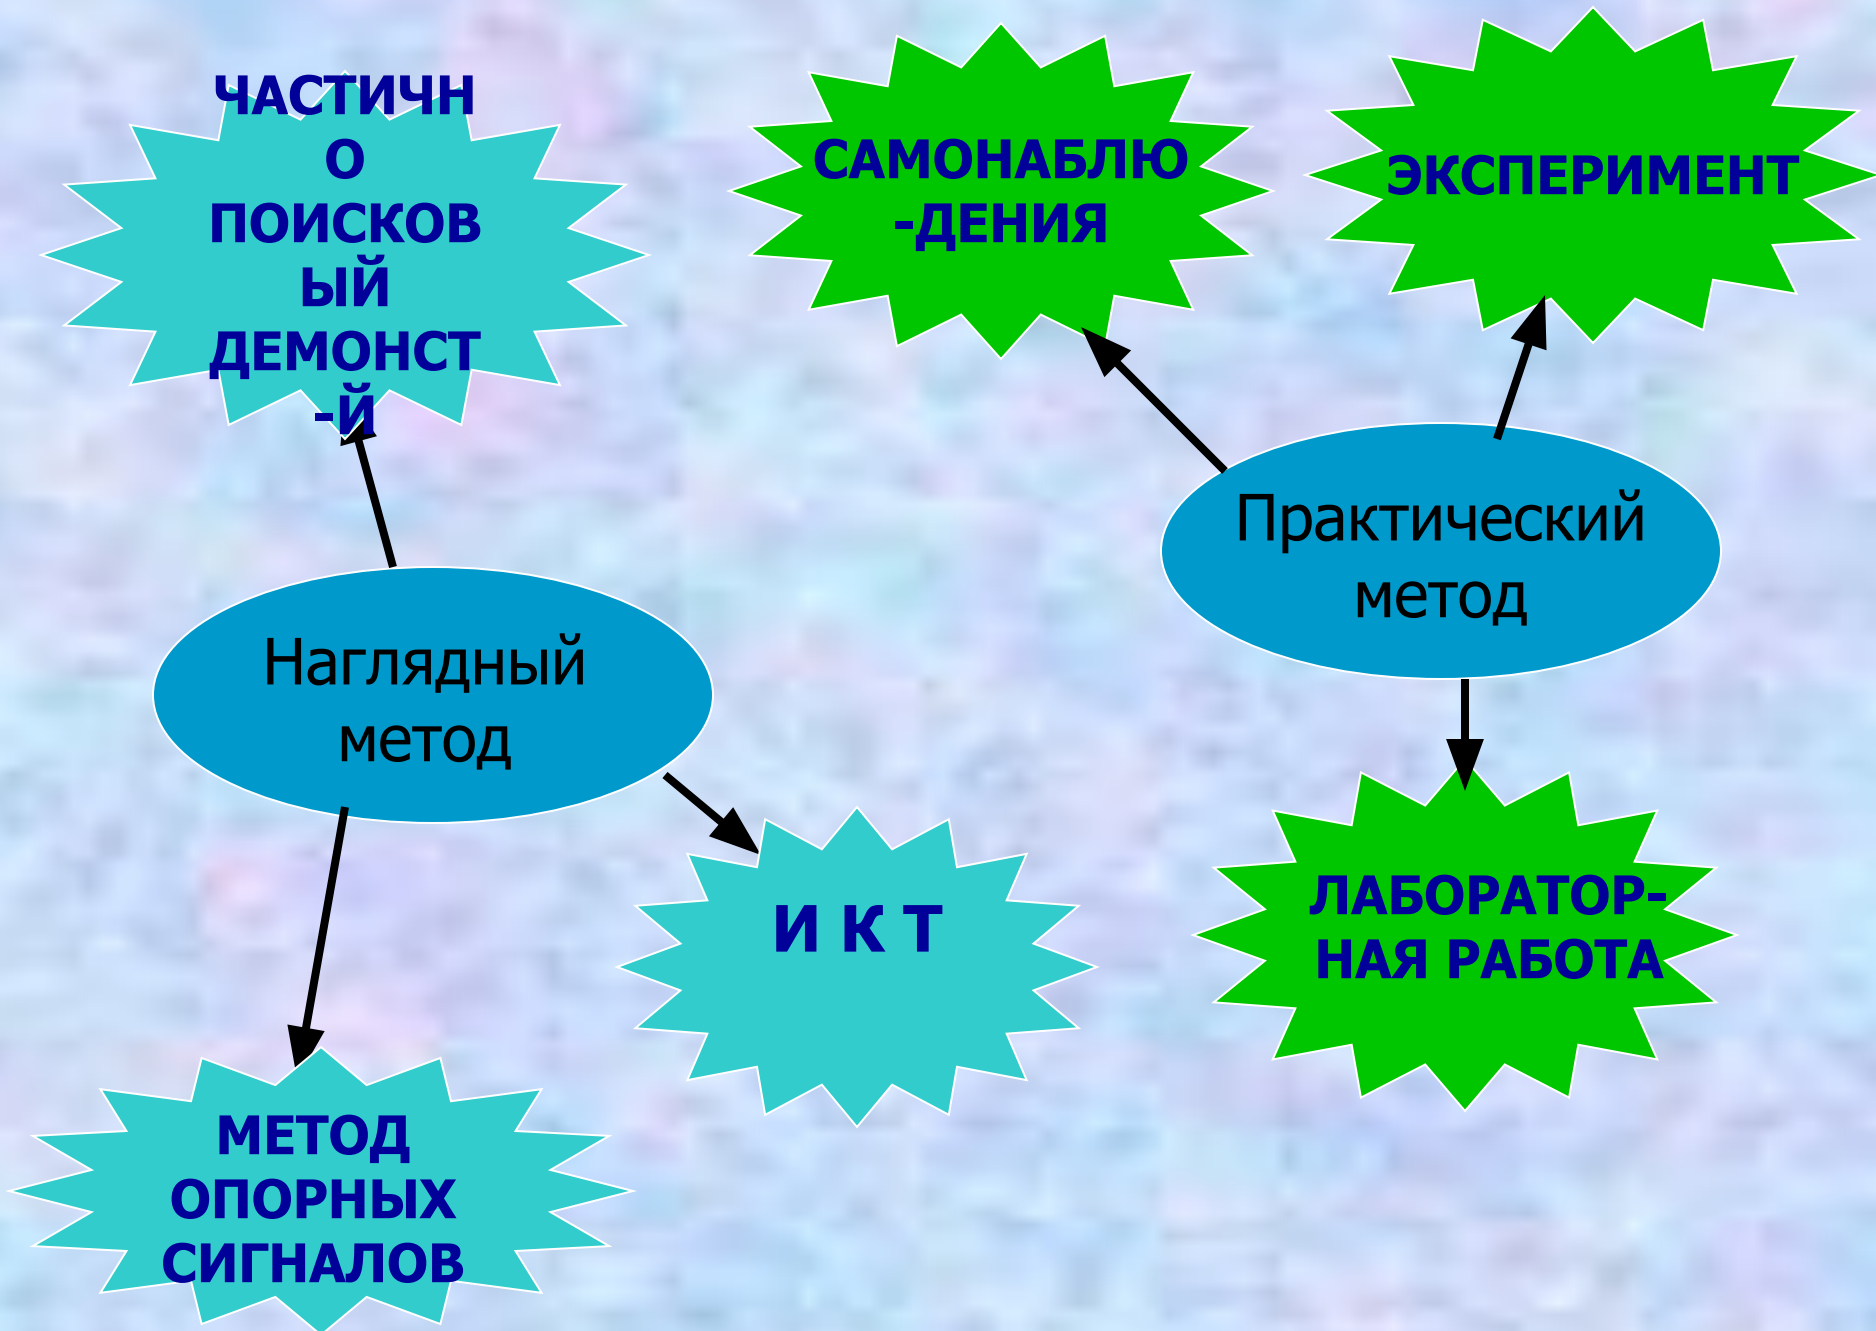 ЧАСТИЧН
О
ПОИСКОВ
ЫЙ
ДЕМОНСТ
-Й
САМОНАБЛЮ
-ДЕНИЯ
ЭКСПЕРИМЕНТ
Практический
метод
Наглядный
метод
И К Т
ЛАБОРАТОР-
НАЯ РАБОТА
МЕТОД
ОПОРНЫХ
СИГНАЛОВ